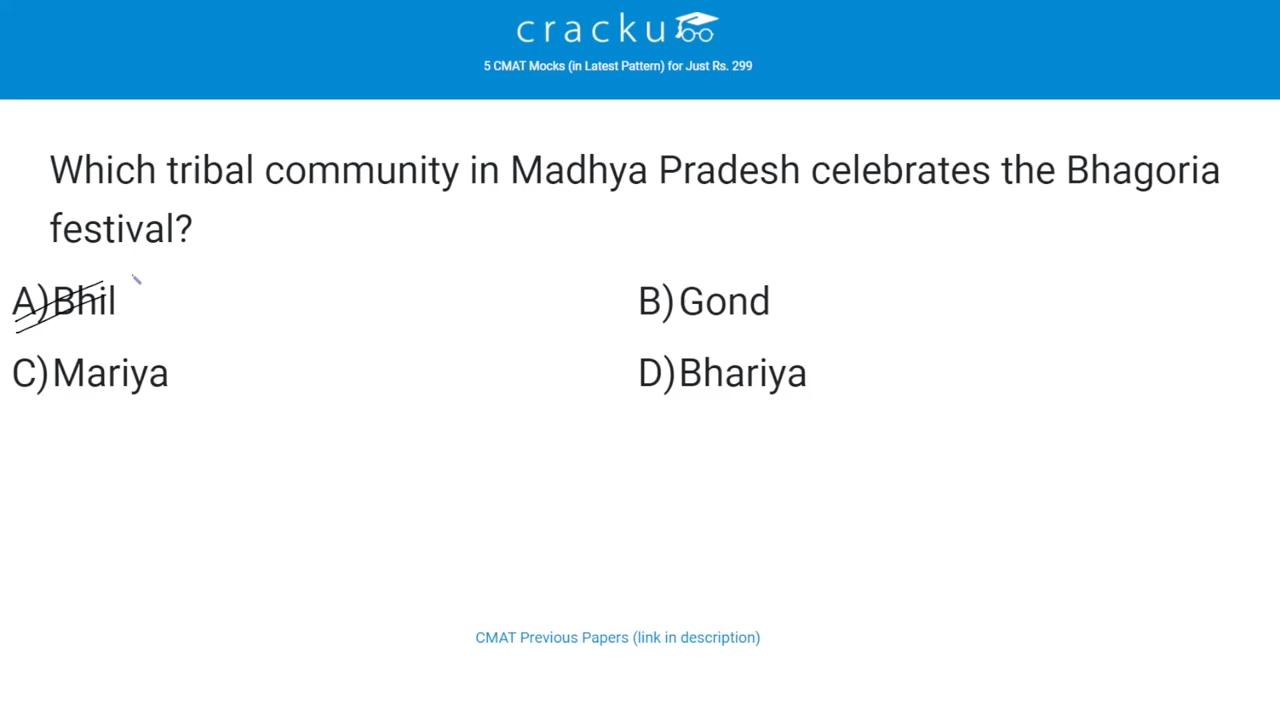 cracku
5 CMAT Mocks (in Latest Pattern) for Just Rs. 299
Which tribal community in Madhya Pradesh celebrates the Bhagoria
festival?
A)Bhil
B)Gond
C)Mariya
D)Bhariya
CMAT Previous Papers (link in description)